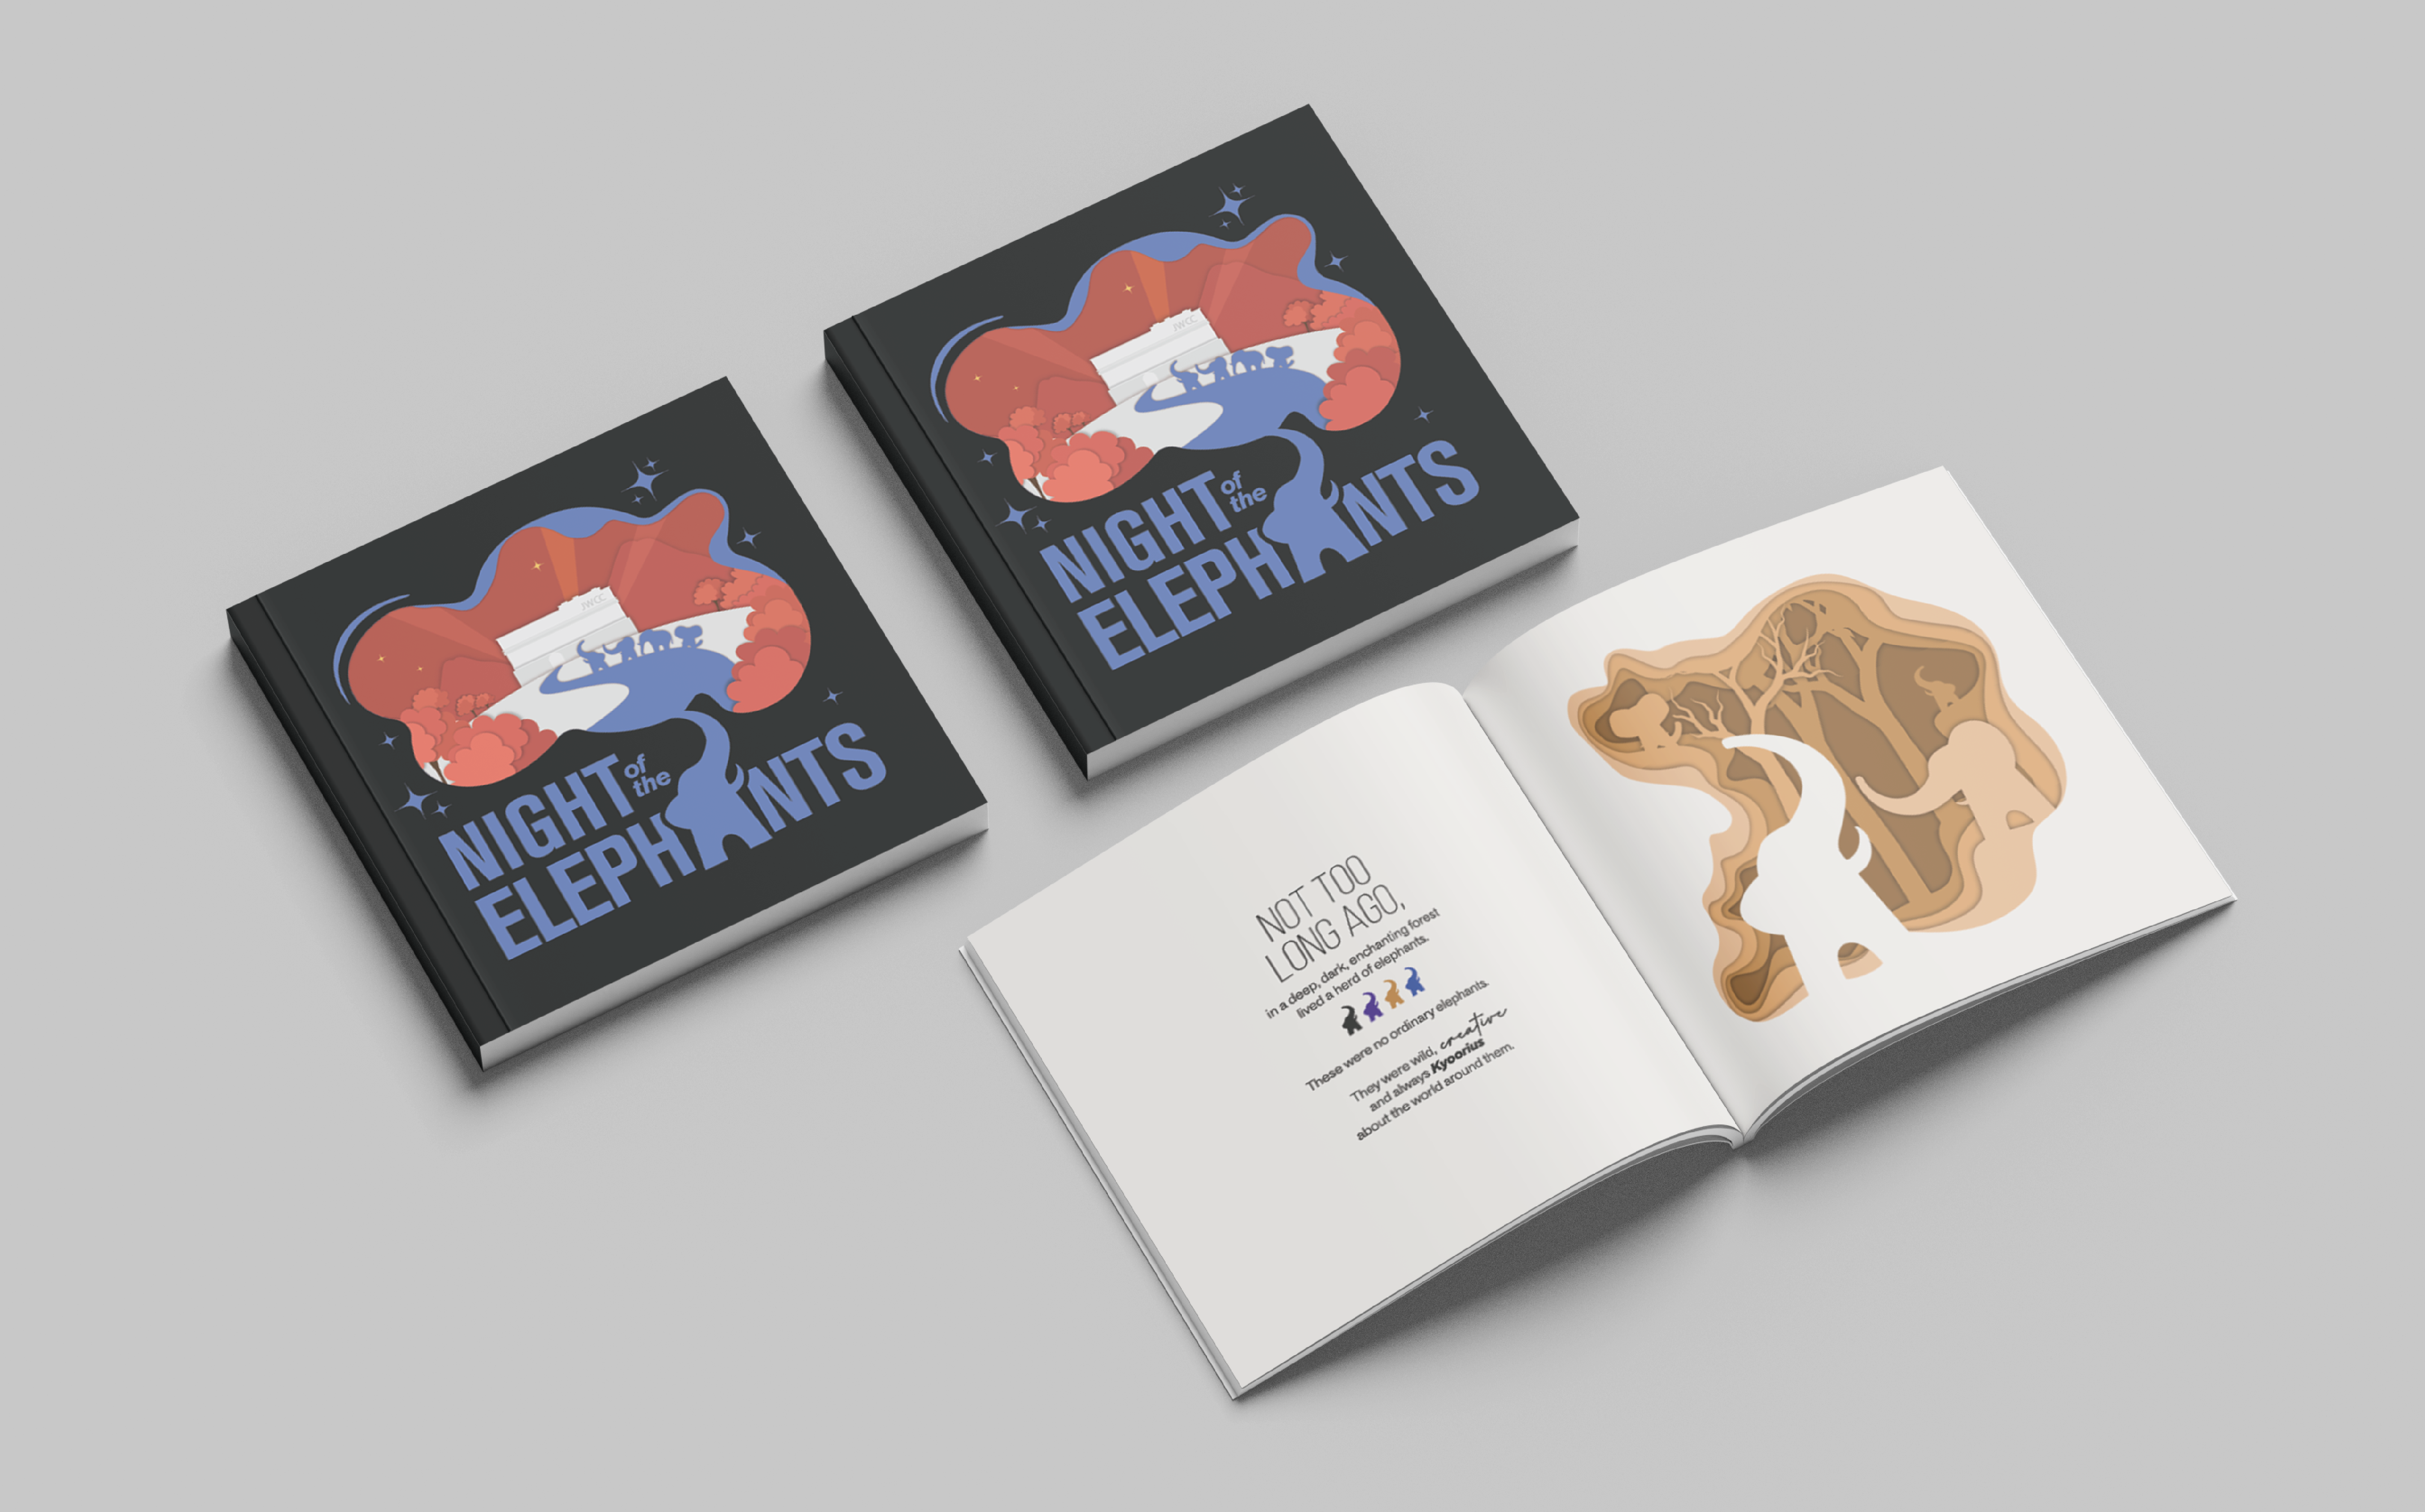 JWCC
NIGHT of the
ELEPHANTS
JWCC
NIGHT of the
ELEPHANTS
NOT TOO
LONG AGO,
in a deep, dark, enchanting forest
lived a herd of elephants.
These were no ordinary elephants.
They were wild, creative
and always Kyoorius
about the world around them.